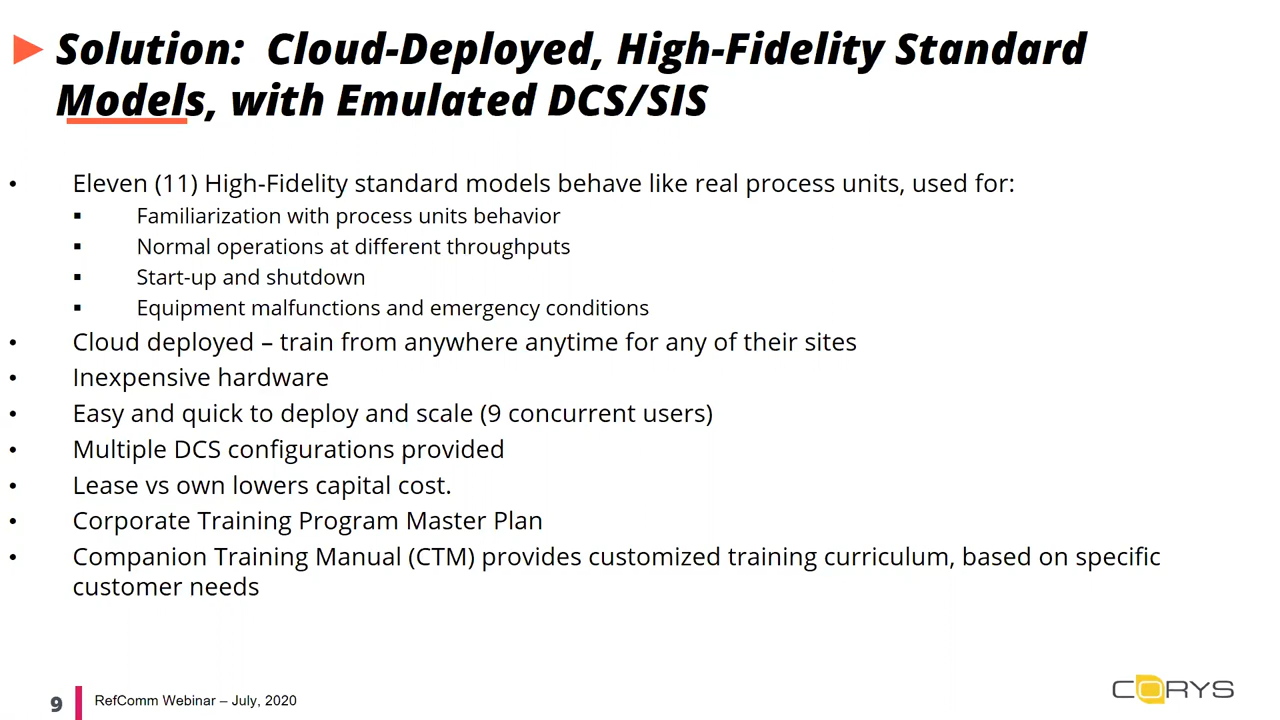 Solution:  Cloud-Deployed, High-Fidelity Standard
Models, with Emulated DCS/SIS
• Eleven (11) High-Fidelity standard models behave like real process units, used for:
▪ Familiarization with process units behavior
▪ Normal operations at different throughputs
▪ Start-up and shutdown
▪ Equipment malfunctions and emergency conditions
• Cloud deployed – train from anywhere anytime for any of their sites
• Inexpensive hardware
• Easy and quick to deploy and scale (9 concurrent users)
• Multiple DCS configurations provided
• Lease vs own lowers capital cost.
• Corporate Training Program Master Plan
• Companion Training Manual (CTM) provides customized training curriculum, based on specific
customer needs
9
RefComm Webinar – July, 2020
CORYS